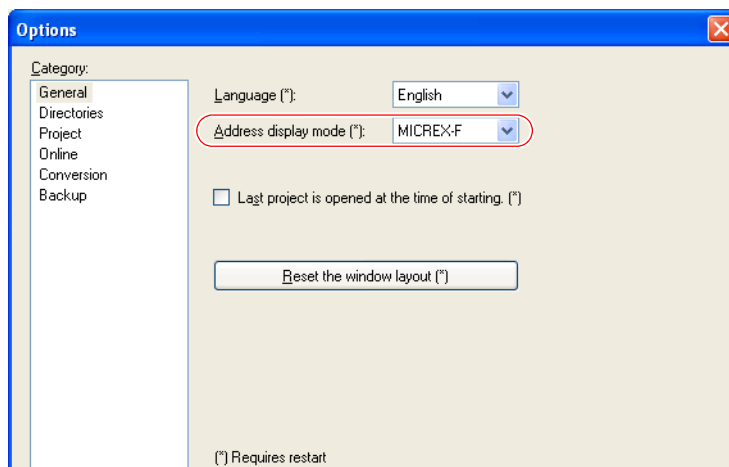 Options
Category:
General
Directories
Project
Online
Conversion
Backup
Language (*): English
Address display mode (*): MICREX-F
Last project is opened at the time of starting. (*)
Reset the window layout (*)
(*) Requires restart